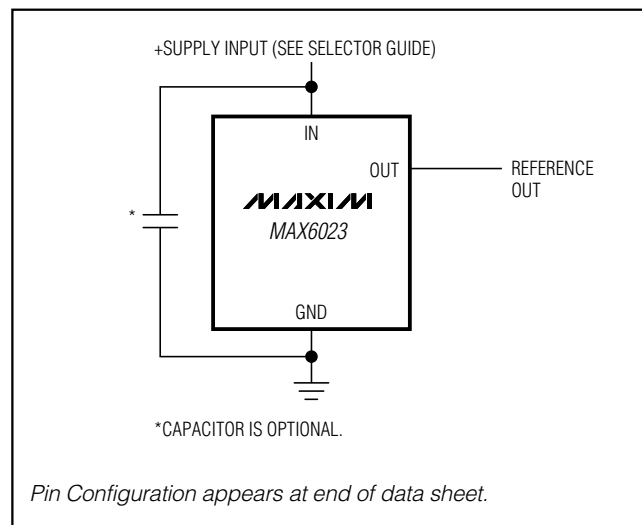 +SUPPLY INPUT (SEE SELECTOR GUIDE)
IN
OUT
REFERENCE
OUT
MAXIM
MAX6023
*
GND
*CAPACITOR IS OPTIONAL.
Pin Configuration appears at end of data sheet.